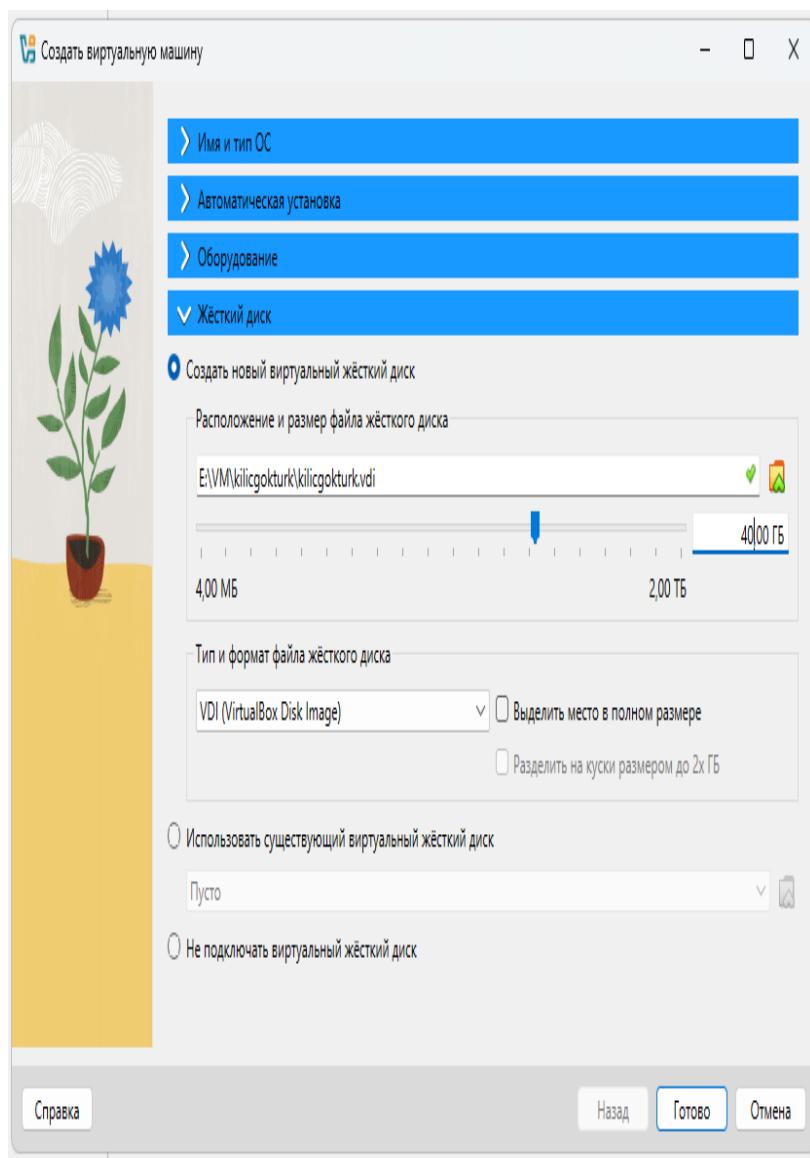 Создать виртуальную машину
Имя и тип ОС
Автоматическая установка
Оборудование
Жёсткий диск
Создать новый виртуальный жёсткий диск
Расположение и размер файла жёсткого диска
E:\VM\kilicgokturk\kilicgokturk.vdi
40,00 ГБ
4,00 МБ 2,00 ТБ
Тип и формат файла жёсткого диска
VDI (VirtualBox Disk Image) Выделить место в полном размере
Разделить на куски размером до 2х ГБ
Использовать существующий виртуальный жёсткий диск
Пусто
Не подключать виртуальный жёсткий диск
Справка Назад Готово Отмена